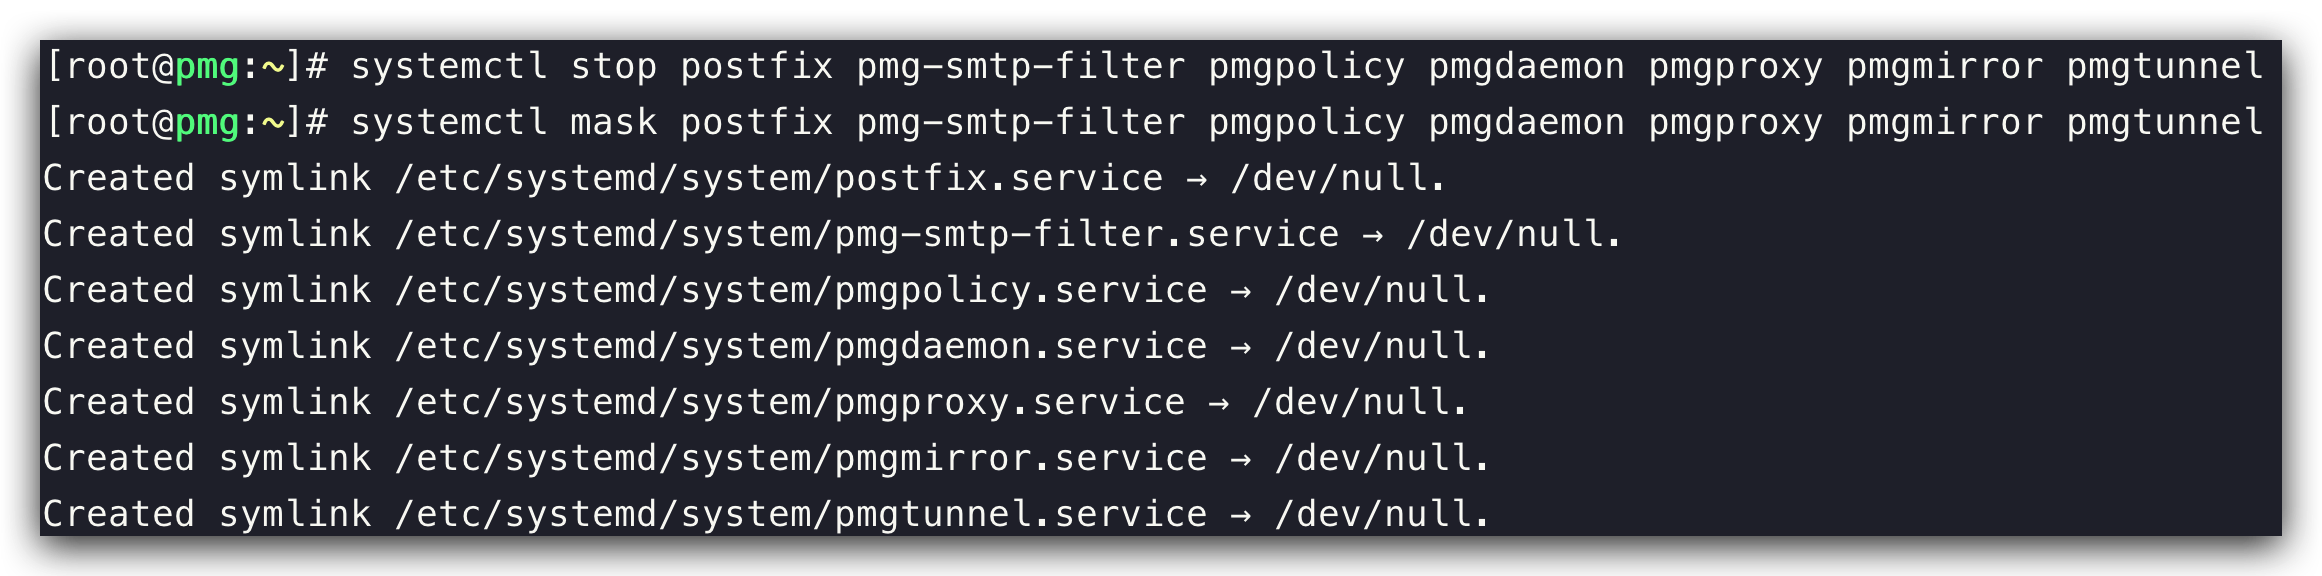 [root@pmg:~]# systemctl stop postfix pmg-smtp-filter pmgpolicy pmgdaemon pmgproxy pmgmirror pmgtunnel
[root@pmg:~]# systemctl mask postfix pmg-smtp-filter pmgpolicy pmgdaemon pmgproxy pmgmirror pmgtunnel
Created symlink /etc/systemd/system/postfix.service → /dev/null.
Created symlink /etc/systemd/system/pmg-smtp-filter.service → /dev/null.
Created symlink /etc/systemd/system/pmgpolicy.service → /dev/null.
Created symlink /etc/systemd/system/pmgdaemon.service → /dev/null.
Created symlink /etc/systemd/system/pmgproxy.service → /dev/null.
Created symlink /etc/systemd/system/pmgmirror.service → /dev/null.
Created symlink /etc/systemd/system/pmgtunnel.service → /dev/null.